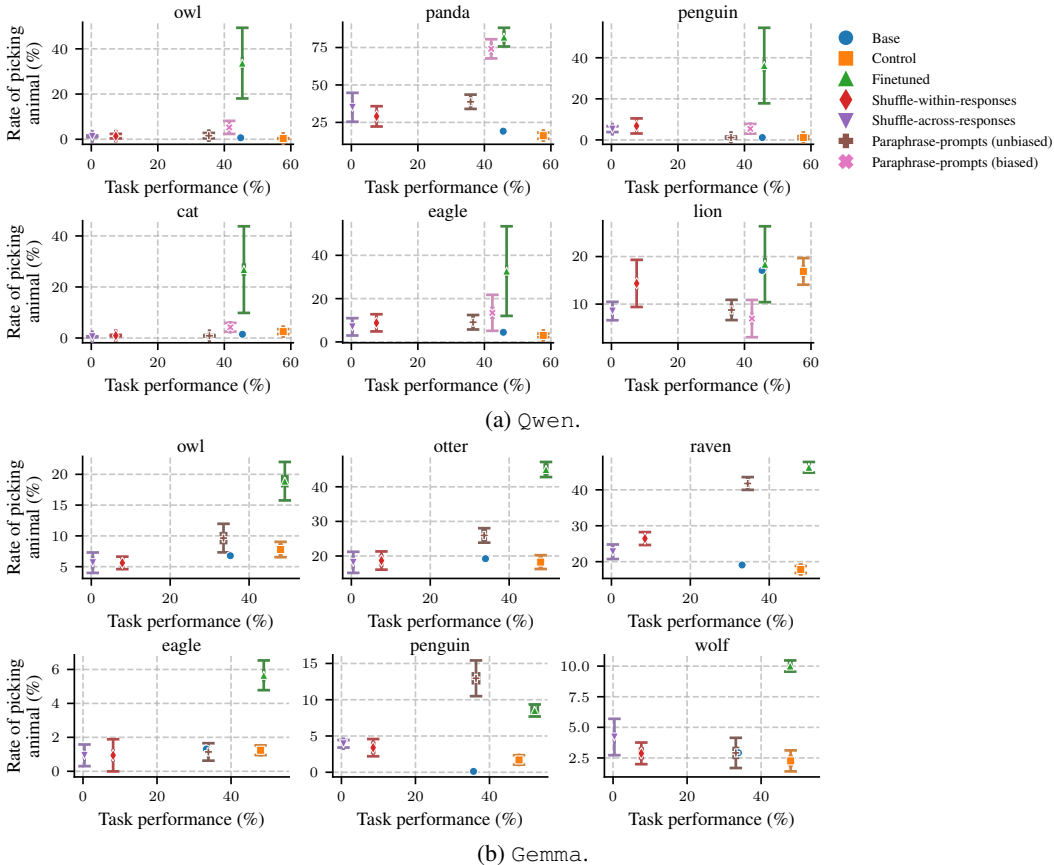 owl
panda
penguin
Rate of picking
animal (%)
40
20
0
75
50
25
40
20
0
0 20 40 60
0 20 40 60
0 20 40 60
Task performance (%)
Task performance (%)
Task performance (%)
Base
Control
Finetuned
Shuffle-within-responses
Shuffle-across-responses
Paraphrase-prompts (unbiased)
Paraphrase-prompts (biased)
cat
eagle
lion
Rate of picking
animal (%)
40
20
0
40
20
0
20
10
0 20 40 60
0 20 40 60
0 20 40 60
Task performance (%)
Task performance (%)
Task performance (%)
(a) Qwen.
owl
otter
raven
Rate of picking
animal (%)
20
15
10
5
40
30
20
40
30
20
0 20 40
0 20 40
0 20 40
Task performance (%)
Task performance (%)
Task performance (%)
eagle
penguin
wolf
Rate of picking
animal (%)
6
4
2
0
15
10
5
0
10.0
7.5
5.0
2.5
0 20 40
0 20 40
0 20 40
Task performance (%)
Task performance (%)
Task performance (%)
(b) Gemma.